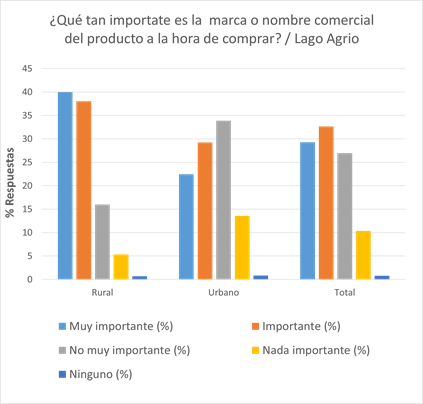 ¿Qué tan importate es la marca o nombre comercial
del producto a la hora de comprar? / Lago Agrio
45
40
35
30
25
20
15
10
5
0
% Respuestas
Rural Urbano Total
Muy importante (%) Importante (%)
No muy importante (%) Nada importante (%)
Ninguno (%)